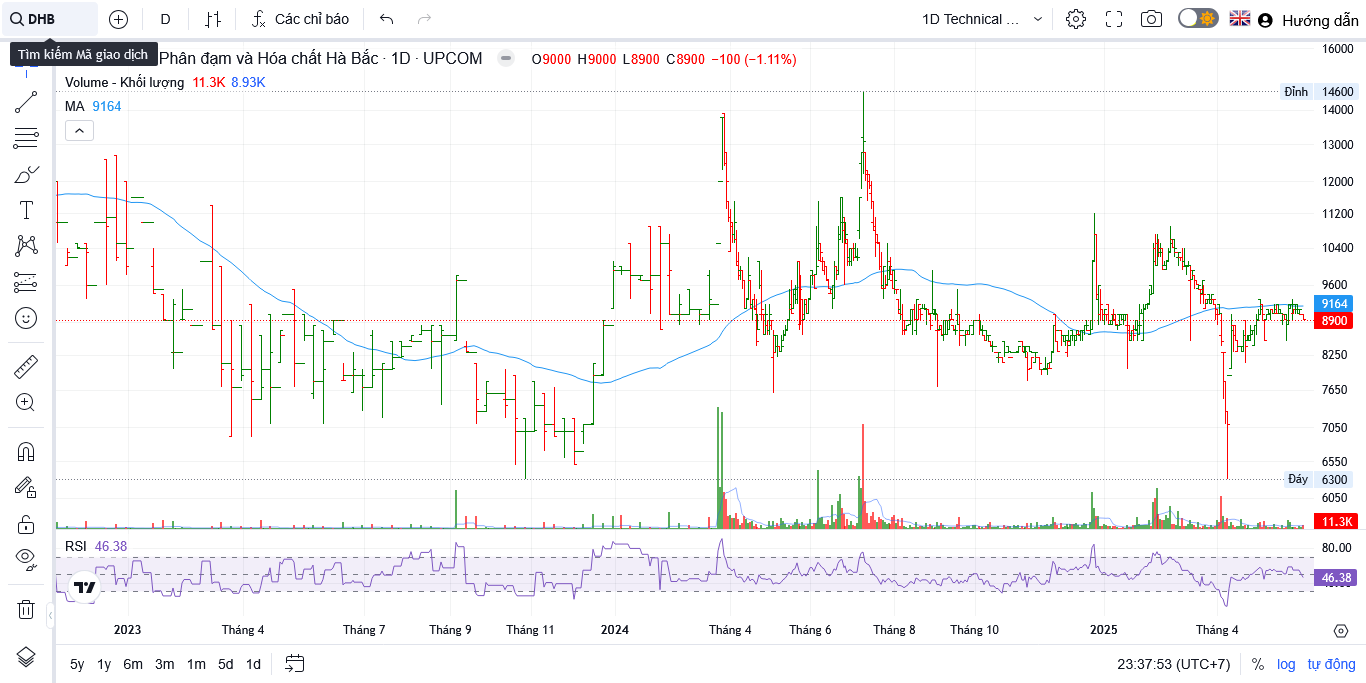 DHB D Các chỉ báo 1D Technical ... Hướng dẫn
Tìm kiếm Mã giao dịch
Phân đạm và Hóa chất Hà Bắc · 1D · UPCOM O9000 H9000 L8900 C8900 −100 (−1.11%)
Volume - Khối lượng 11.3K 8.93K
MA 9164
16000
Đỉnh 14600
14000
13000
12000
11200
10400
9600
9164
8900
8250
7650
7050
6550
Đáy 6300
6050
11.3K
RSI 46.38
80.00
46.38
2023 Tháng 4 Tháng 7 Tháng 9 Tháng 11 2024 Tháng 4 Tháng 6 Tháng 8 Tháng 10 2025 Tháng 4
5y 1y 6m 3m 1m 5d 1d 23:37:53 (UTC+7) % log tự động